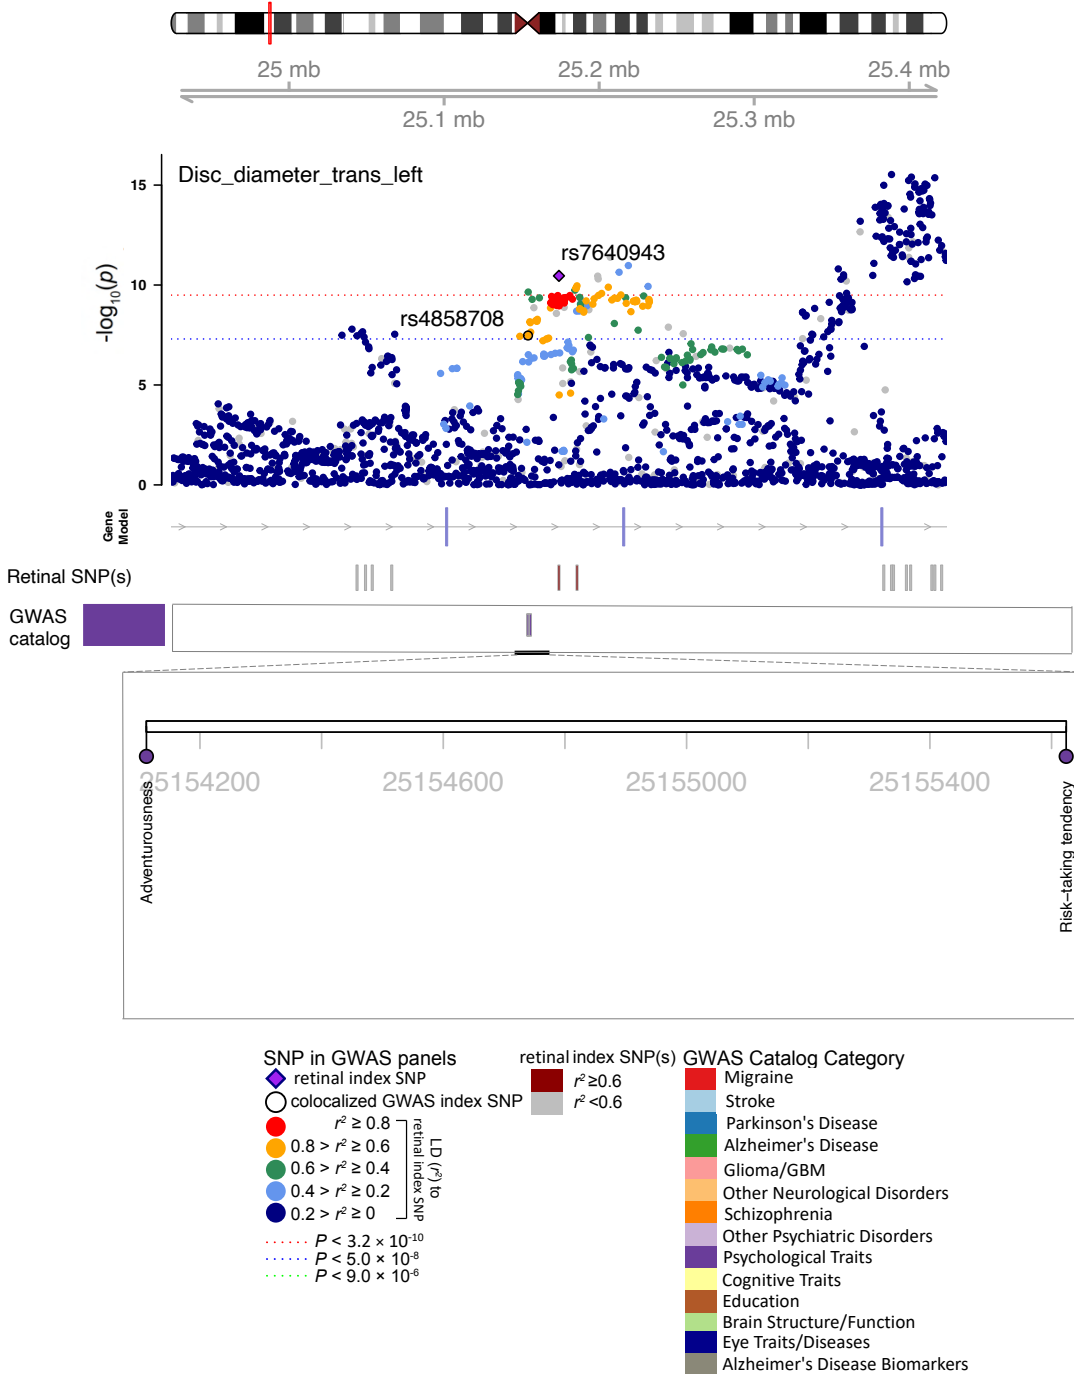 25 mb
25.2 mb
25.4 mb
25.1 mb
25.3 mb
Disc_diameter_trans_left
15
10
5
0
-log10(p)
rs7640943
rs4858708
Gene
Model
Retinal SNP(s)
GWAS
catalog
25154200
25154600
25155000
25155400
Adventurousness
Risk−taking tendency
SNP in GWAS panels
retinal index SNP
colocalized GWAS index SNP
r² ≥ 0.8
0.8 > r² ≥ 0.6
0.6 > r² ≥ 0.4
0.4 > r² ≥ 0.2
0.2 > r² ≥ 0
LD (r²) to
retinal index SNP
P < 3.2 × 10⁻¹⁰
P < 5.0 × 10⁻⁸
P < 9.0 × 10⁻⁶
retinal index SNP(s)
r² ≥0.6
r² <0.6
GWAS Catalog Category
Migraine
Stroke
Parkinson's Disease
Alzheimer's Disease
Glioma/GBM
Other Neurological Disorders
Schizophrenia
Other Psychiatric Disorders
Psychological Traits
Cognitive Traits
Education
Brain Structure/Function
Eye Traits/Diseases
Alzheimer's Disease Biomarkers